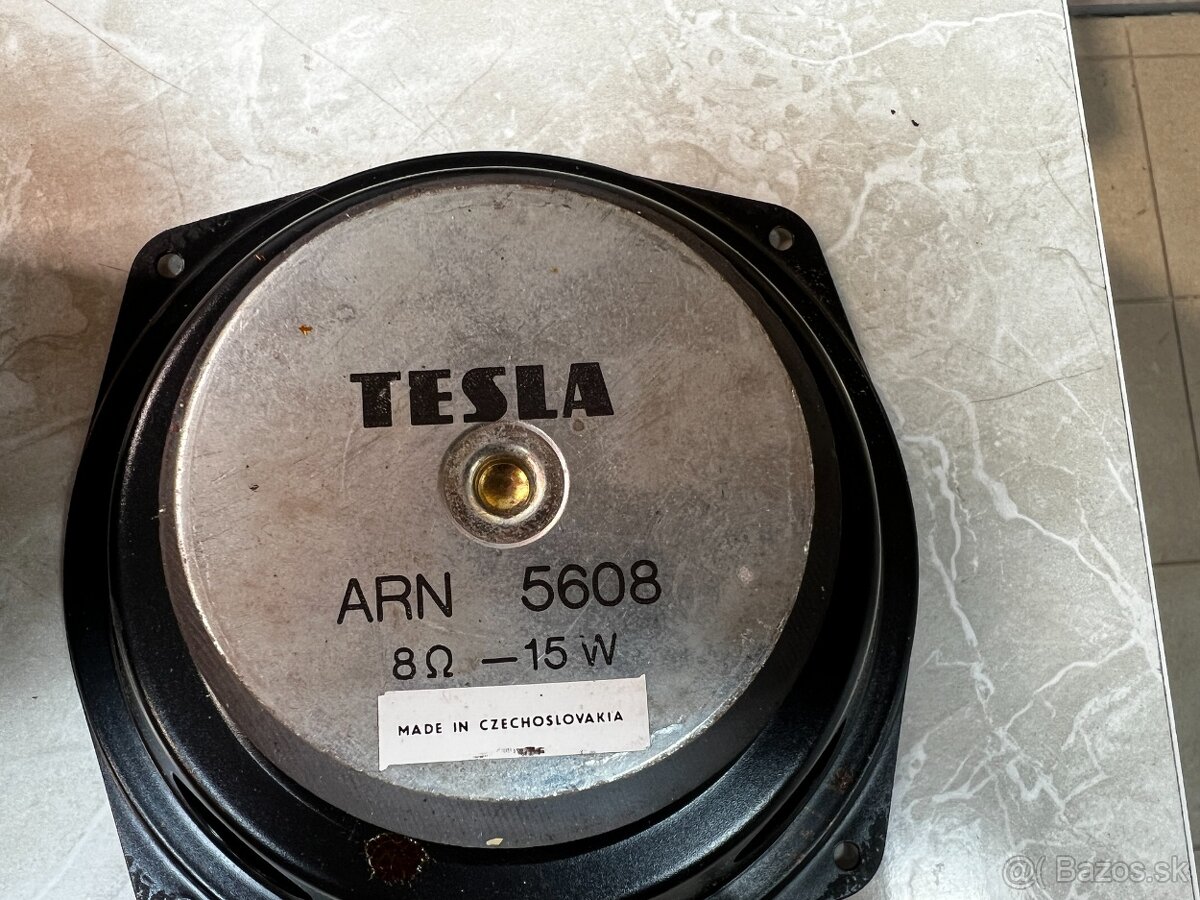 TESLA
ARN 5608
8Ω — 15 W
MADE IN CZECHOSLOVAKIA
@( Bazos.sk